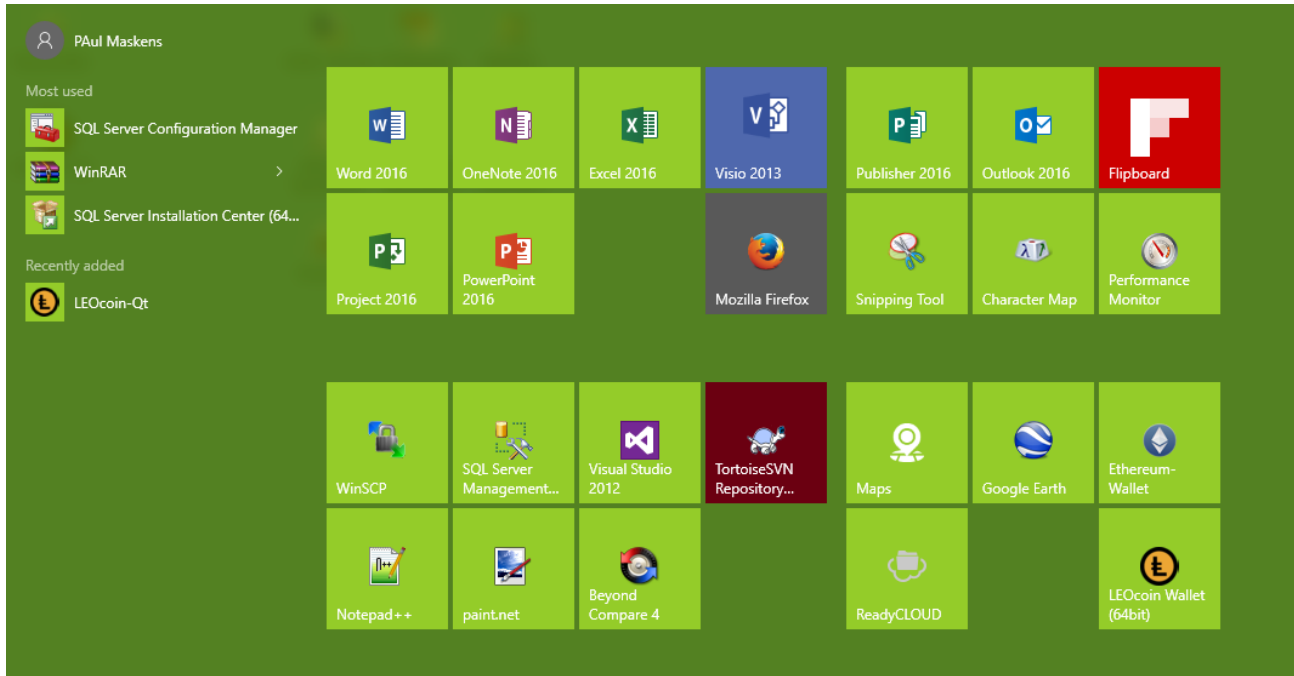 PAul Maskens
Most used
SQL Server Configuration Manager
WinRAR
SQL Server Installation Center (64...
Recently added
LEOcoin-Qt
Word 2016
OneNote 2016
Excel 2016
Visio 2013
Publisher 2016
Outlook 2016
Flipboard
Project 2016
PowerPoint
2016
Mozilla Firefox
Snipping Tool
Character Map
Performance
Monitor
WinSCP
SQL Server
Management...
Visual Studio
2012
TortoiseSVN
Repository...
Maps
Google Earth
Ethereum-
Wallet
Notepad++
paint.net
Beyond
Compare 4
ReadyCLOUD
LEOcoin Wallet
(64bit)